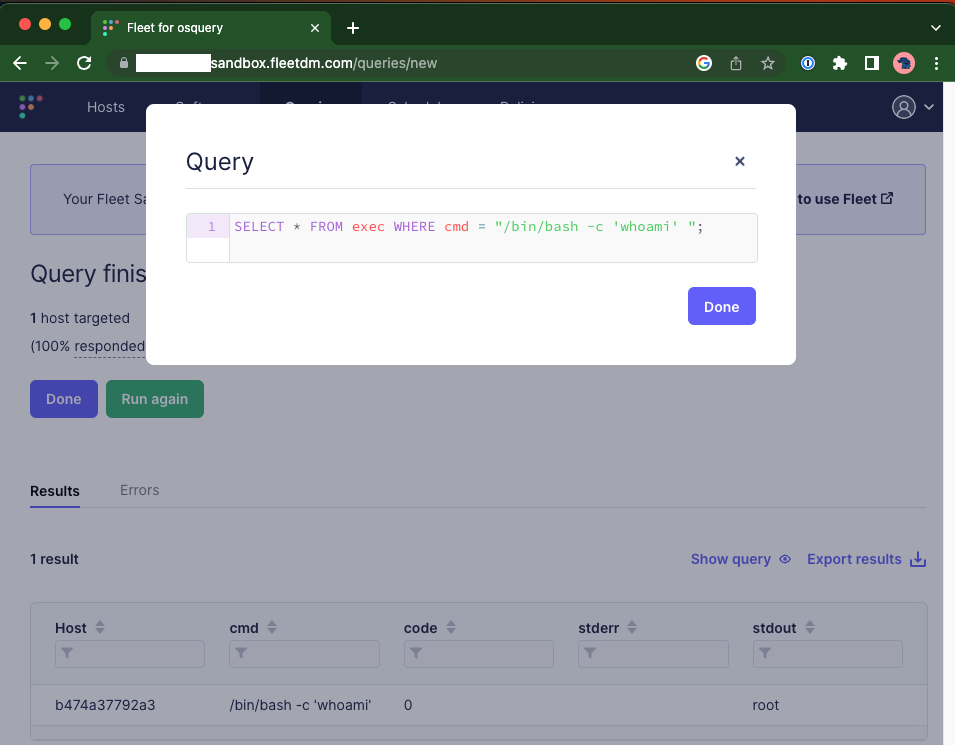 Fleet for osquery
sandbox.fleetdm.com/queries/new
Hosts
Query
Your Fleet Sa
to use Fleet
1 SELECT * FROM exec WHERE cmd = "/bin/bash -c 'whoami' ";
Query finis
Done
1 host targeted
(100% responded
Done Run again
Results Errors
1 result Show query Export results
Host cmd code stderr stdout
b474a37792a3 /bin/bash -c 'whoami' 0 root